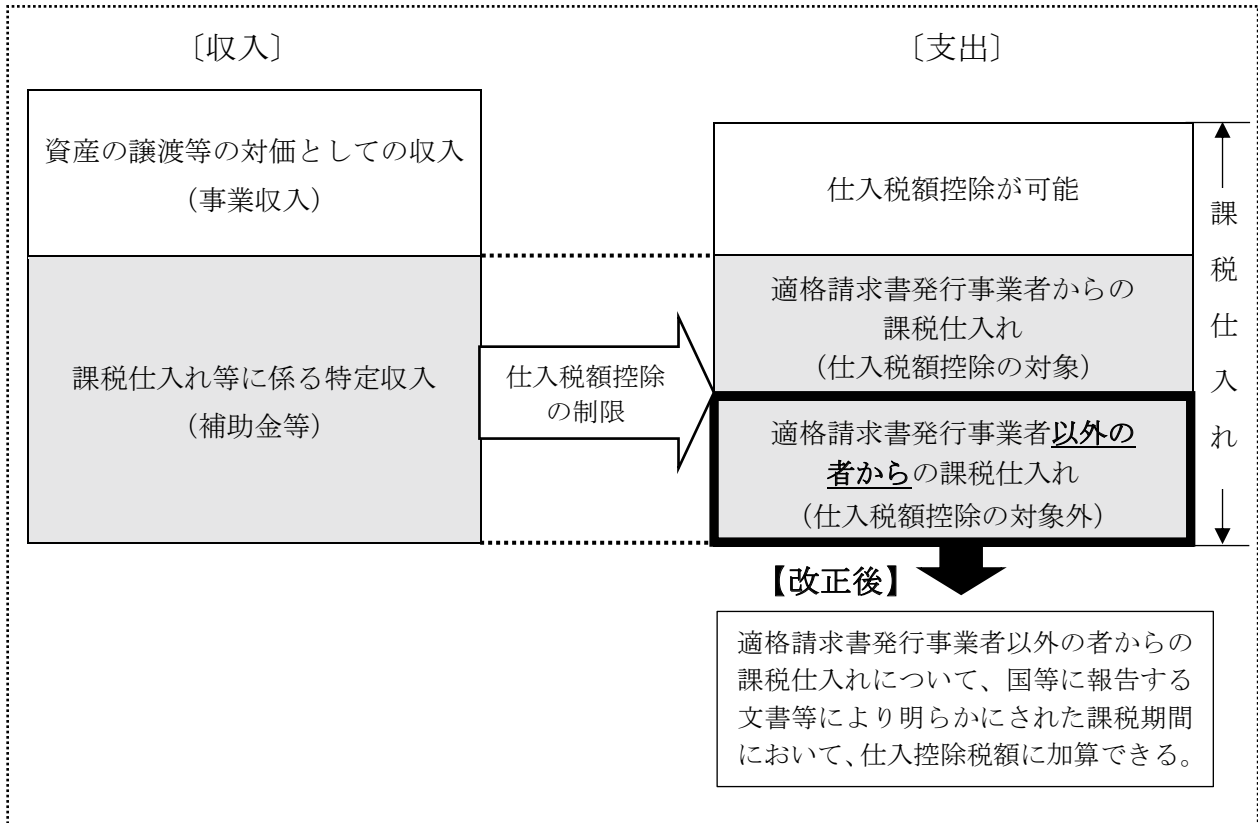 〔収入〕
〔支出〕
資産の譲渡等の対価としての収入
(事業収入)
課税仕入れ等に係る特定収入
(補助金等)
仕入税額控除
の制限
仕入税額控除が可能
適格請求書発行事業者からの
課税仕入れ
(仕入税額控除の対象)
適格請求書発行事業者以外の
者からの課税仕入れ
(仕入税額控除の対象外)
課税仕入れ
【改正後】
適格請求書発行事業者以外の者からの
課税仕入れについて、国等に報告する
文書等により明らかにされた課税期間
において、仕入控除税額に加算できる。